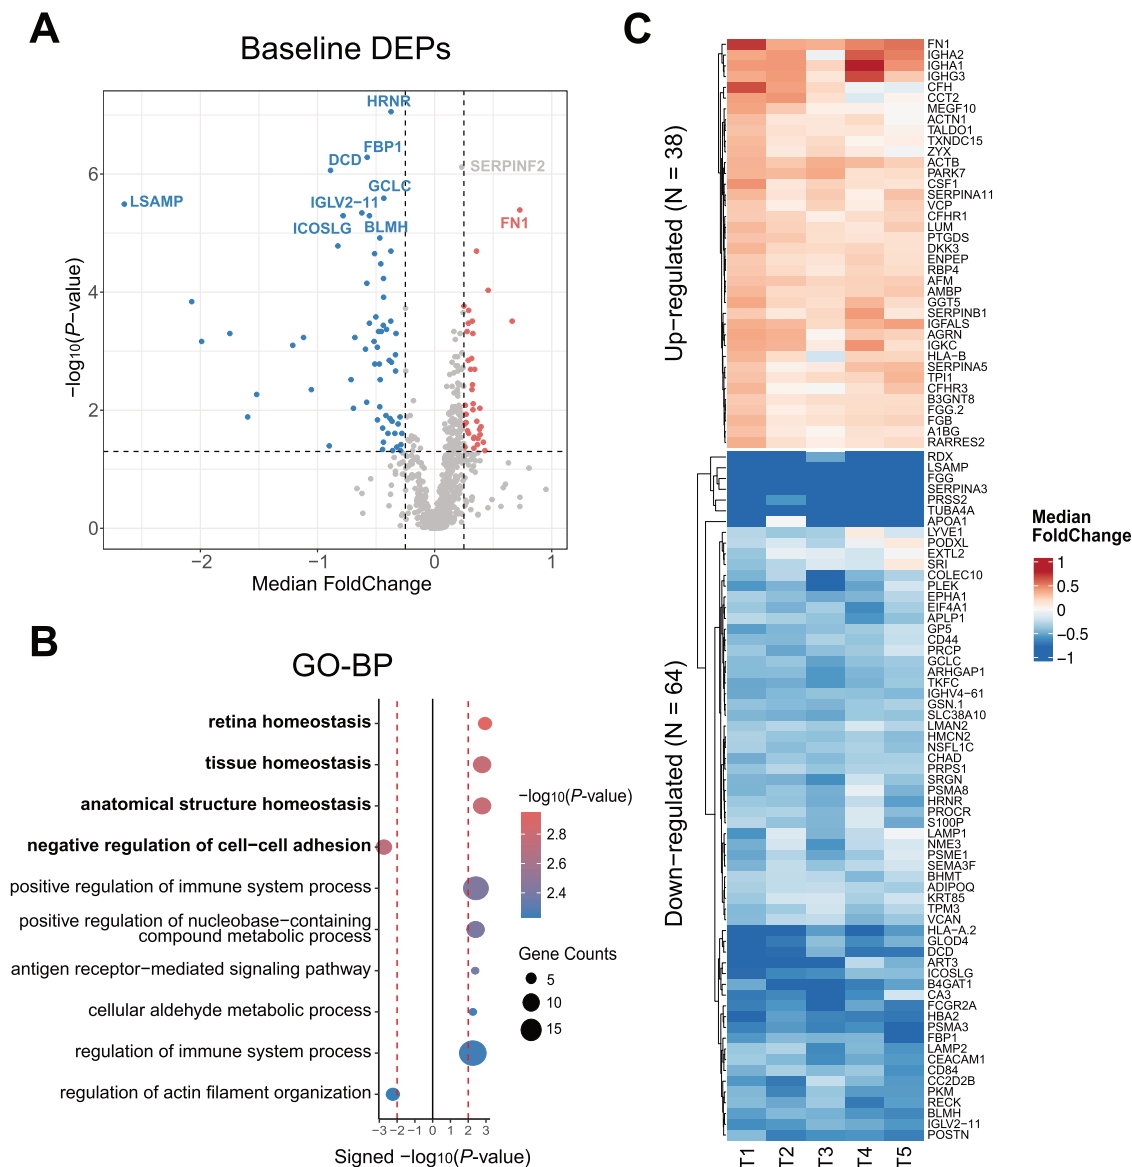 A
Baseline DEPs
HRNR
FBP1
DCD
SERPINF2
GCLC
LSAMP
IGLV2−11
FN1
ICOSLG
BLMH
−log10(P−value)
6
4
2
0
−2
−1
0
1
Median FoldChange
B
GO−BP
retina homeostasis
tissue homeostasis
anatomical structure homeostasis
negative regulation of cell−cell adhesion
positive regulation of immune system process
positive regulation of nucleobase−containing
compound metabolic process
antigen receptor−mediated signaling pathway
cellular aldehyde metabolic process
regulation of immune system process
regulation of actin filament organization
−3
−2
−1
0
1
2
3
Signed −log10(P−value)
−log10(P−value)
2.8
2.6
2.4
Gene Counts
5
10
15
C
Up−regulated (N = 38)
FN1
IGHA2
IGHA1
IGHG3
CFH
CCT2
MEGF10
ACTN1
TALDO1
TXNDC15
ZYX
ACTB
PARK7
CSF1
SERPINA11
VCP
CFHR1
LUM
PTGDS
DKK3
ENPEP
RBP4
AFM
AMBP
GGT5
SERPINB1
IGFALS
AGRN
IGKC
HLA−B
SERPINA5
TPI1
CFHR3
B3GNT8
FGG.2
FGB
A1BG
RARRES2
Down−regulated (N = 64)
RDX
LSAMP
FGG
SERPINA3
PRSS2
TUBA4A
APOA1
LYVE1
PODXL
EXTL2
SRI
COLEC10
PLEK
EPHA1
EIF4A1
APLP1
GP5
CD44
PRCP
GCLC
ARHGAP1
TKFC
IGHV4−61
GSN.1
SLC38A10
LMAN2
HMCN2
NSFL1C
CHAD
PRPS1
SRGN
PSMA8
HRNR
PROCR
S100P
LAMP1
NME3
PSME1
SEMA3F
BHMT
ADIPOQ
KRT85
TPM3
VCAN
HLA−A.2
GLOD4
DCD
ART3
ICOSLG
B4GAT1
CA3
FCGR2A
HBA2
PSMA3
FBP1
LAMP2
CEACAM1
CD84
CC2D2B
PKM
RECK
BLMH
IGLV2−11
POSTN
T1
T2
T3
T4
T5
Median
FoldChange
1
0.5
0
−0.5
−1